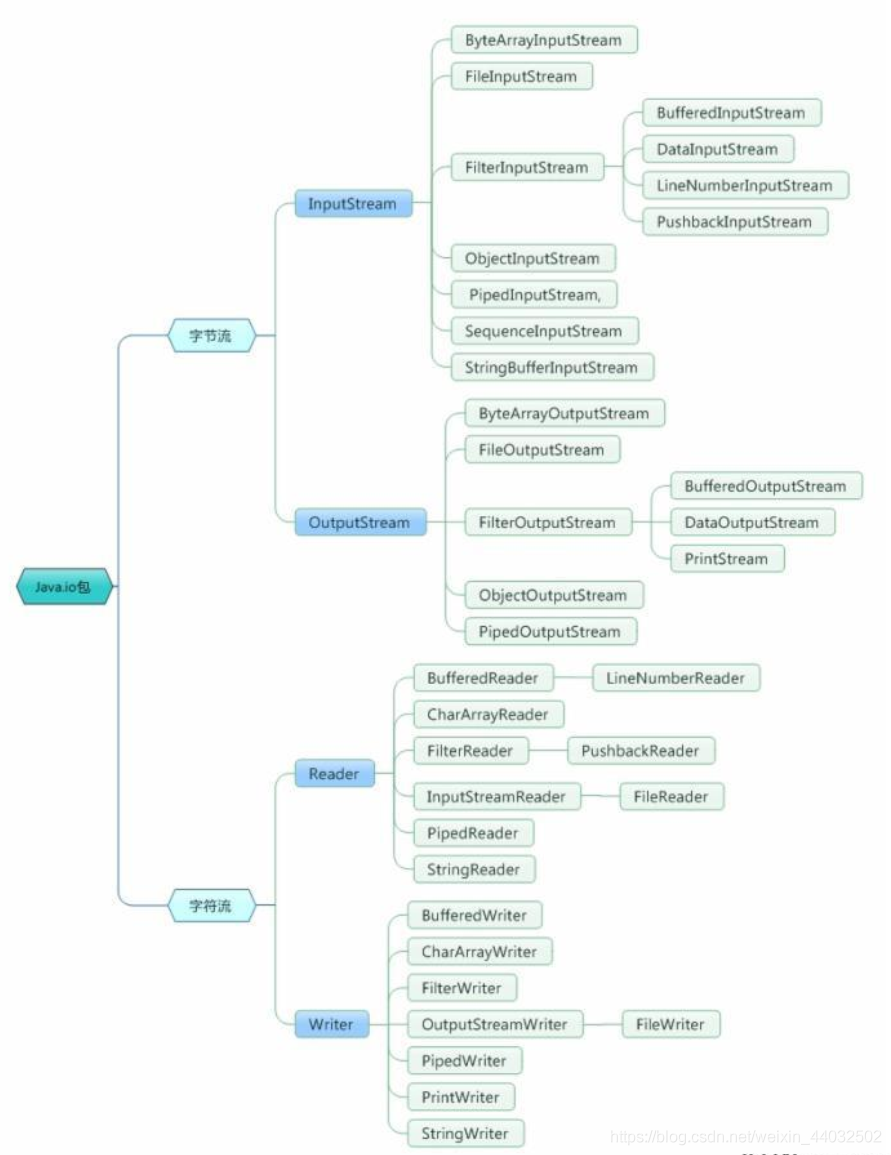 Java.io包
字节流
InputStream
ByteArrayInputStream
FileInputStream
FilterInputStream
BufferedInputStream
DataInputStream
LineNumberInputStream
PushbackInputStream
ObjectInputStream
PipedInputStream,
SequenceInputStream
StringBufferInputStream
OutputStream
ByteArrayOutputStream
FileOutputStream
FilterOutputStream
BufferedOutputStream
DataOutputStream
PrintStream
ObjectOutputStream
PipedOutputStream
字符流
Reader
BufferedReader
LineNumberReader
CharArrayReader
FilterReader
PushbackReader
InputStreamReader
FileReader
PipedReader
StringReader
Writer
BufferedWriter
CharArrayWriter
FilterWriter
OutputStreamWriter
FileWriter
PipedWriter
PrintWriter
StringWriter
https://blog.csdn.net/weixin_44032502